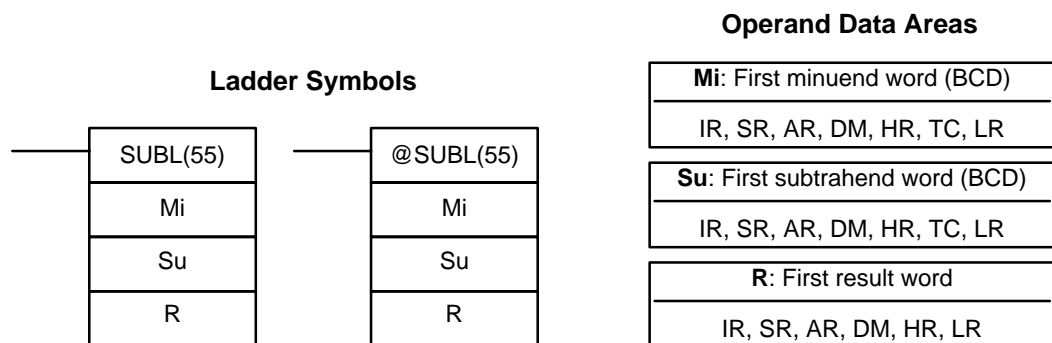 Operand Data Areas
Ladder Symbols
Mi: First minuend word (BCD)
IR, SR, AR, DM, HR, TC, LR
SUBL(55)
@SUBL(55)
Su: First subtrahend word (BCD)
Mi
Mi
IR, SR, AR, DM, HR, TC, LR
Su
Su
R: First result word
R
R
IR, SR, AR, DM, HR, LR